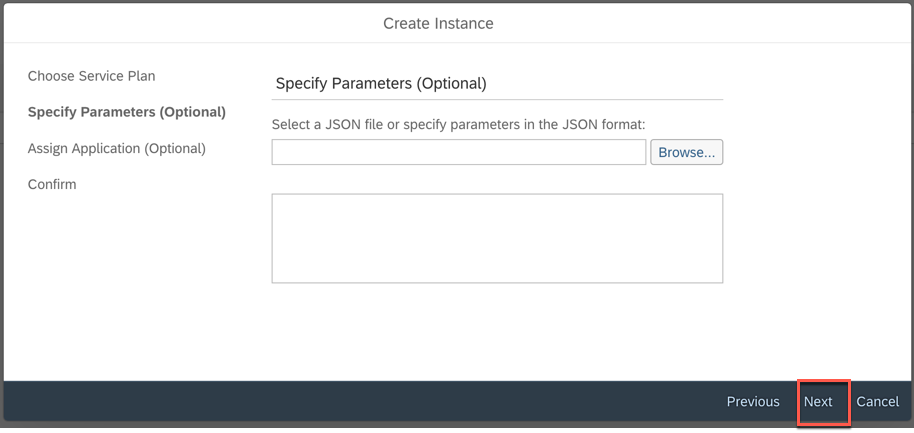 Create Instance
Choose Service Plan
Specify Parameters (Optional)
Assign Application (Optional)
Confirm
Specify Parameters (Optional)
Select a JSON file or specify parameters in the JSON format:
Browse...
Previous Next Cancel